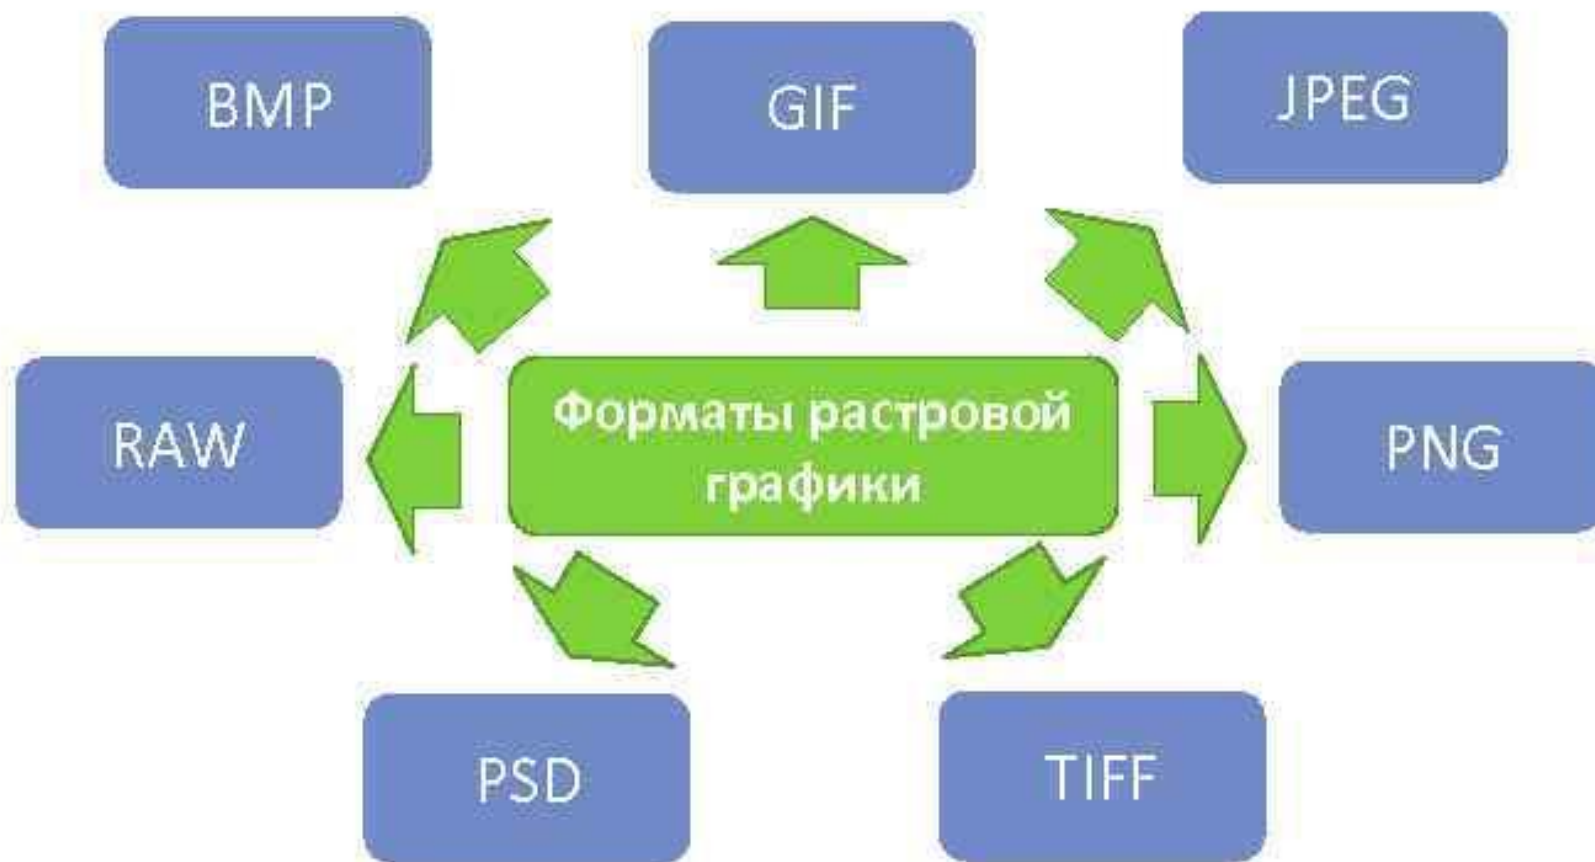 BMP
GIF
JPEG
RAW
Форматы растровой
графики
PNG
PSD
TIFF